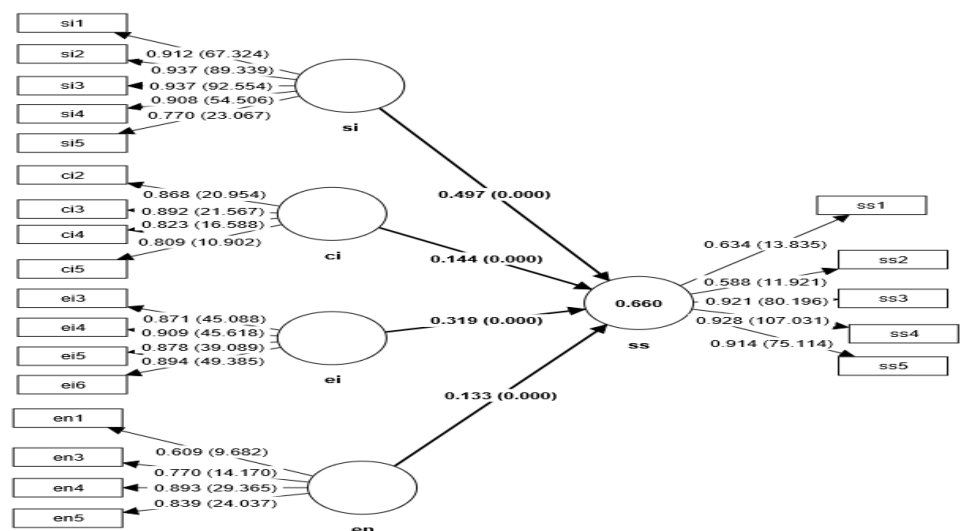 si1
si2
si3
si4
si5
0.912 (67.324)
0.937 (89.339)
0.937 (92.554)
0.908 (54.506)
0.770 (23.067)
si
ci2
ci3
ci4
ci5
0.868 (20.954)
0.892 (21.567)
0.823 (16.588)
0.809 (10.902)
ci
ei3
ei4
ei5
ei6
0.871 (45.088)
0.909 (45.618)
0.878 (39.089)
0.894 (49.385)
ei
en1
en3
en4
en5
0.609 (9.682)
0.770 (14.170)
0.893 (29.365)
0.839 (24.037)
en
0.497 (0.000)
0.144 (0.000)
0.319 (0.000)
0.133 (0.000)
0.660
ss
0.634 (13.835)
0.588 (11.921)
0.921 (80.196)
0.928 (107.031)
0.914 (75.114)
ss1
ss2
ss3
ss4
ss5